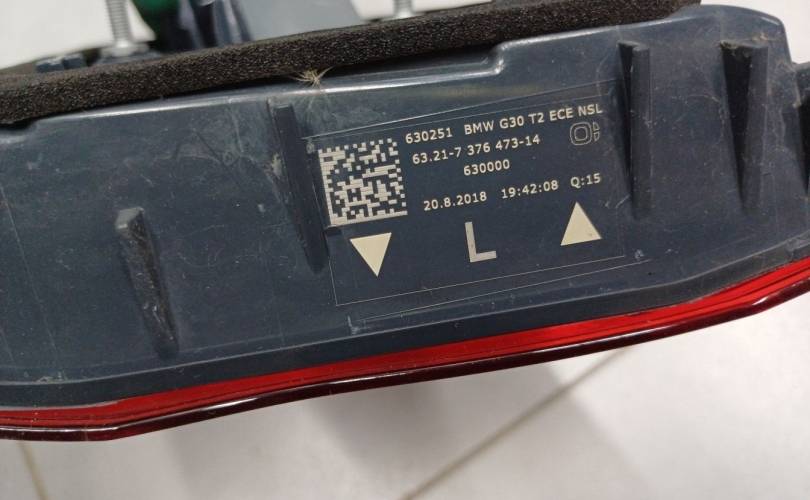 630251 BMW G30 T2 ECE NSL
63.21-7 376 473-14
630000
20.8.2018 19:42:08 Q:15
L